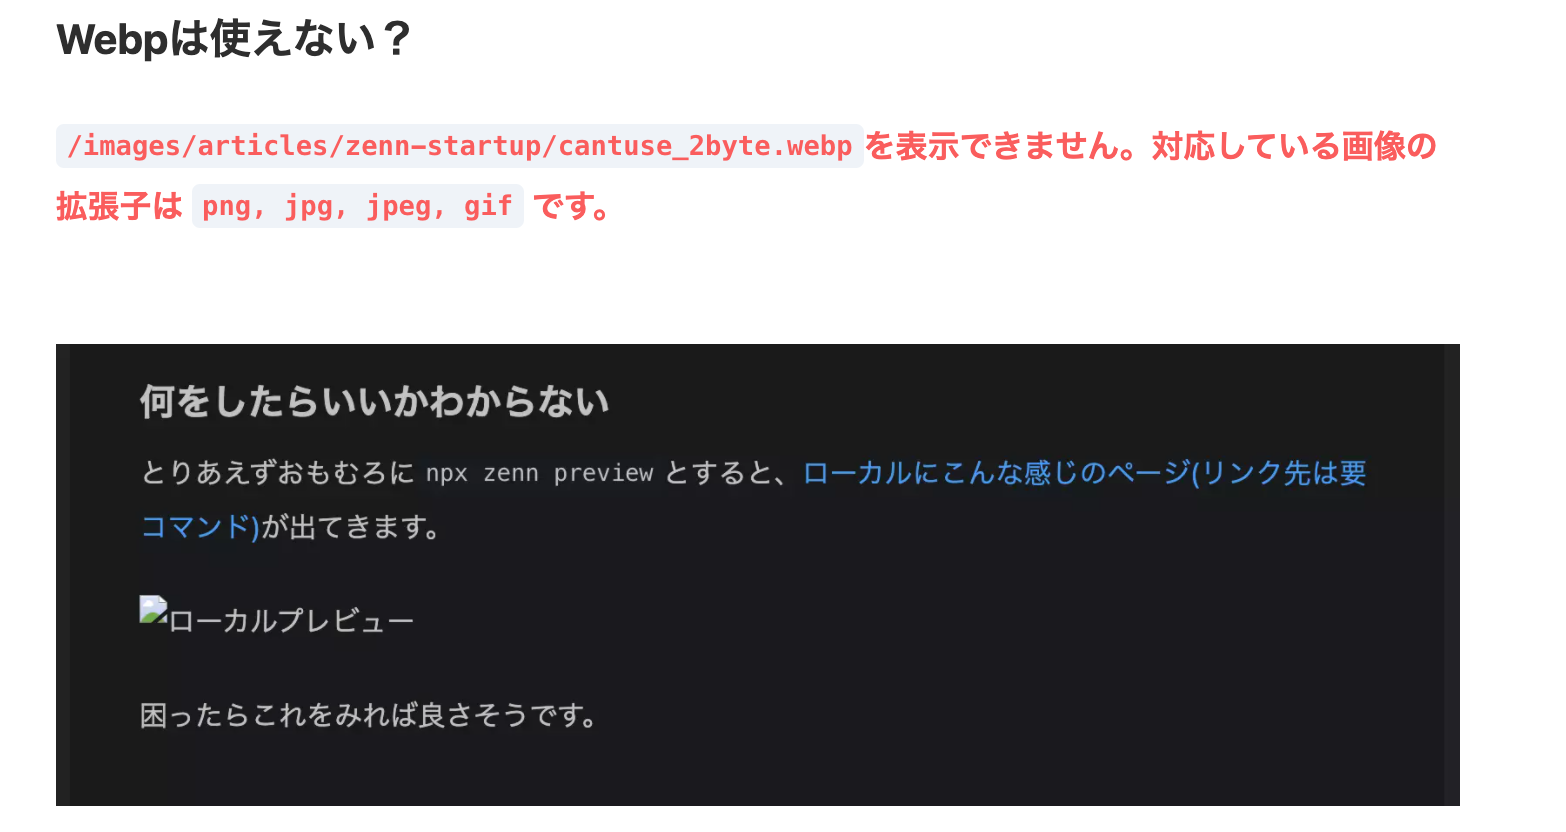 Webpは使えない？
/images/articles/zenn-startup/cantuse_2byte.webpを表示できません。対応している画像の
拡張子は png, jpg, jpeg, gif です。
何をしたらいいかわからない
とりあえずおもむろに npx zenn preview とすると、ローカルにこんな感じのページ(リンク先は要
コマンド)が出てきます。
ローカルプレビュー
困ったらこれをみれば良さそうです。